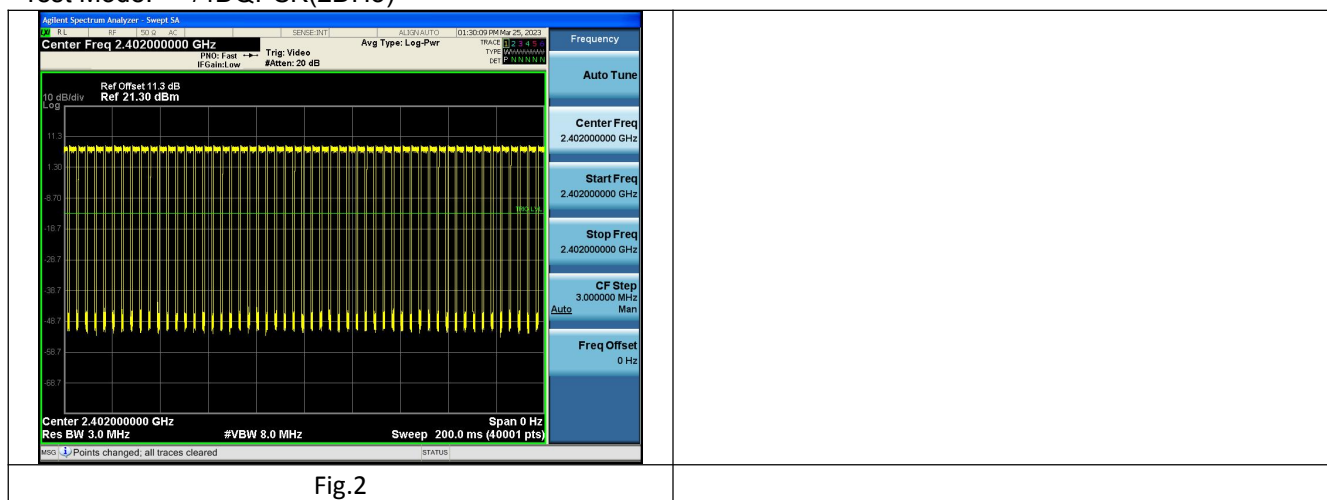 Agilent Spectrum Analyzer - Swept SA
RL RF 50 Ω AC SENSE:INT ALIGN AUTO 01:30:09 PM Mar 25, 2023
Center Freq 2.402000000 GHz
PNO: Fast
IFGain:Low
Trig: Video
#Atten: 20 dB
Avg Type: Log-Pwr
TRACE 1 2 3 4 5 6
TYPE
DET P N N N N N
Ref Offset 11.3 dB
10 dB/div Ref 21.30 dBm
Log
11.3
1.30
-8.70
TRIG LVL
-18.7
-28.7
-38.7
-48.7
-58.7
-68.7
Center 2.402000000 GHz Span 0 Hz
Res BW 3.0 MHz #VBW 8.0 MHz Sweep 200.0 ms (40001 pts)
MSG Points changed; all traces cleared STATUS
Frequency
Auto Tune
Center Freq
2.402000000 GHz
Start Freq
2.402000000 GHz
Stop Freq
2.402000000 GHz
CF Step
3.000000 MHz
Auto Man
Freq Offset
0 Hz
Fig.2